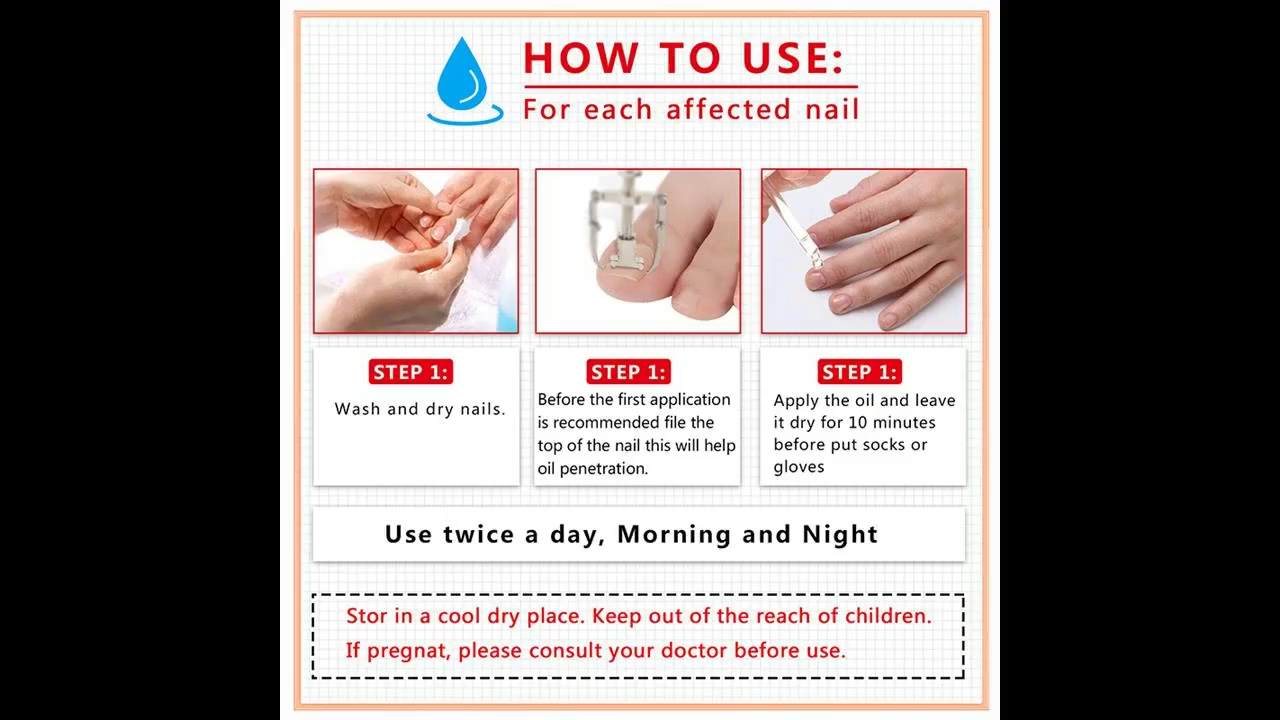 HOW TO USE:
For each affected nail
STEP 1:
Wash and dry nails.
STEP 1:
Before the first application
is recommended file the
top of the nail this will help
oil penetration.
STEP 1:
Apply the oil and leave
it dry for 10 minutes
before put socks or
gloves
Use twice a day, Morning and Night
Stor in a cool dry place. Keep out of the reach of children.
If pregnat, please consult your doctor before use.